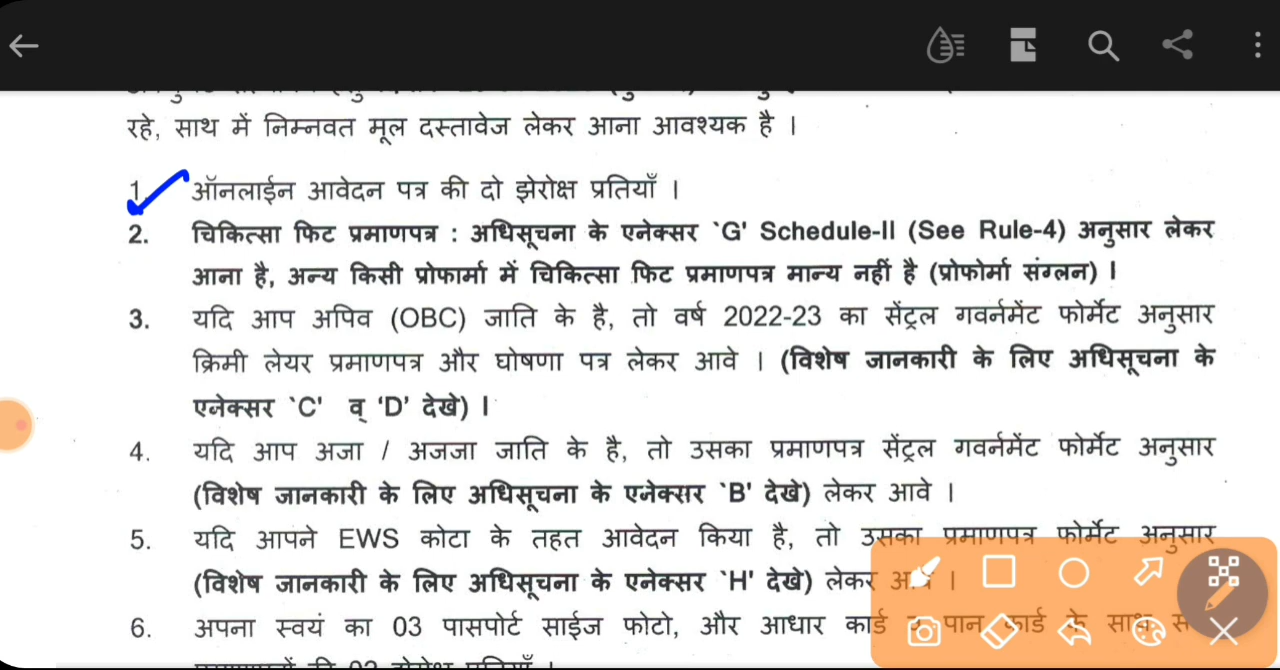 रहे, साथ में निम्नवत मूल दस्तावेज लेकर आना आवश्यक है ।
1. ऑनलाईन आवेदन पत्र की दो झेरोक्ष प्रतियाँ ।
2. चिकित्सा फिट प्रमाणपत्र : अधिसूचना के एनेक्सर `G' Schedule-II (See Rule-4) अनुसार लेकर
आना है, अन्य किसी प्रोफार्मा में चिकित्सा फिट प्रमाणपत्र मान्य नहीं है (प्रोफोर्मा संग्लन) ।
3. यदि आप अपिव (OBC) जाति के है, तो वर्ष 2022-23 का सेंट्रल गवर्नमेंट फोर्मेट अनुसार
क्रिमी लेयर प्रमाणपत्र और घोषणा पत्र लेकर आवे । (विशेष जानकारी के लिए अधिसूचना के
एनेक्सर `C' व् 'D' देखे) ।
4. यदि आप अजा / अजजा जाति के है, तो उसका प्रमाणपत्र सेंट्रल गवर्नमेंट फोर्मेट अनुसार
(विशेष जानकारी के लिए अधिसूचना के एनेक्सर `B' देखे) लेकर आवे ।
5. यदि आपने EWS कोटा के तहत आवेदन किया है, तो उसका प्रमाणपत्र फोर्मेट अनुसार
(विशेष जानकारी के लिए अधिसूचना के एनेक्सर `H' देखे) लेकर ।
6. अपना स्वयं का 03 पासपोर्ट साईज फोटो, और आधार कार्ड पान कार्ड के साथ